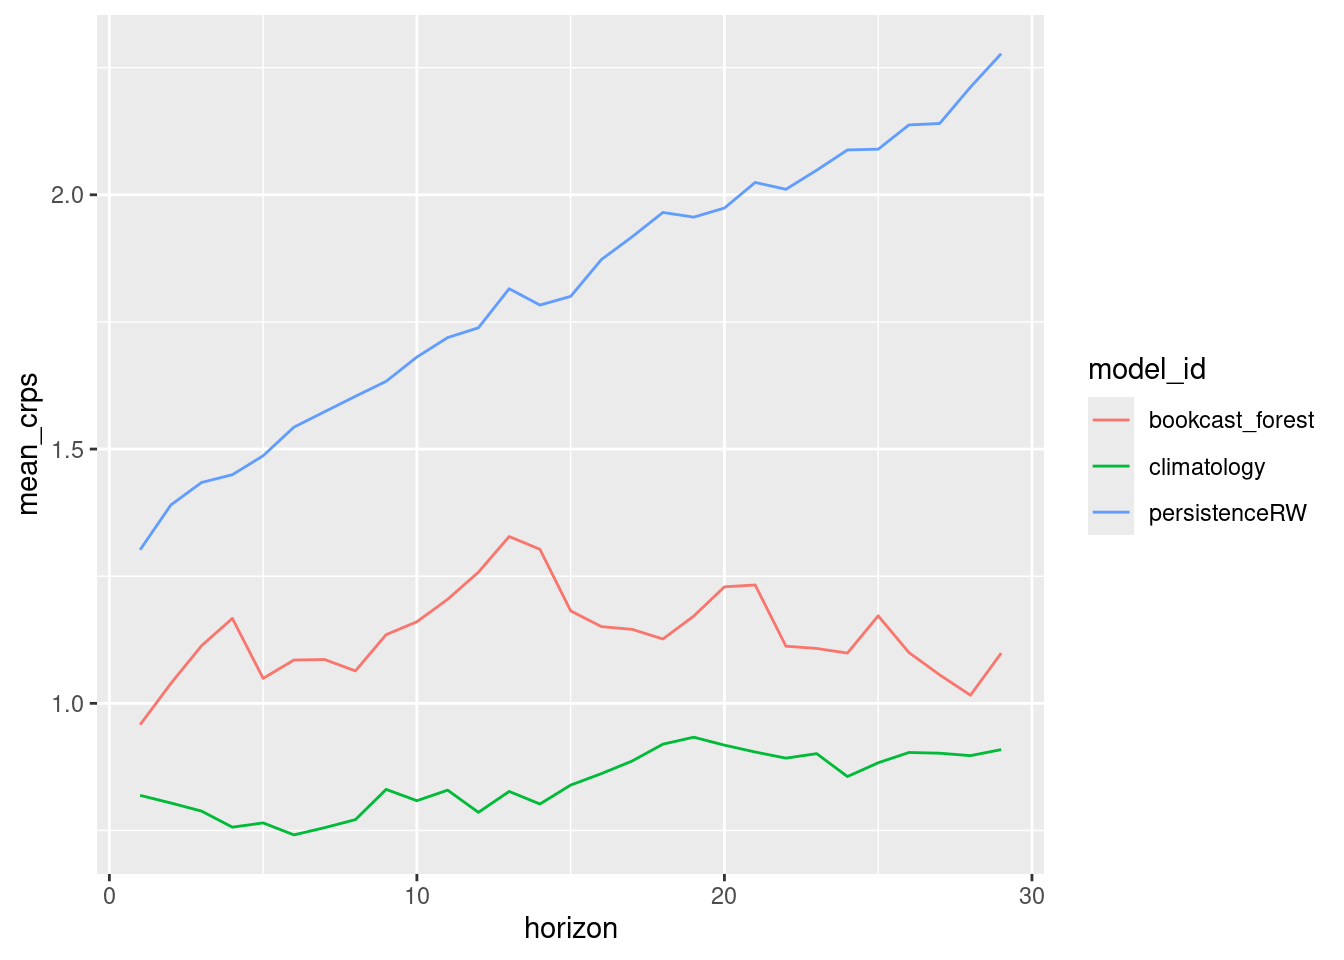 mean_crps
2.0
1.5
1.0
0
10
20
30
horizon
model_id
bookcast_forest
climatology
persistenceRW